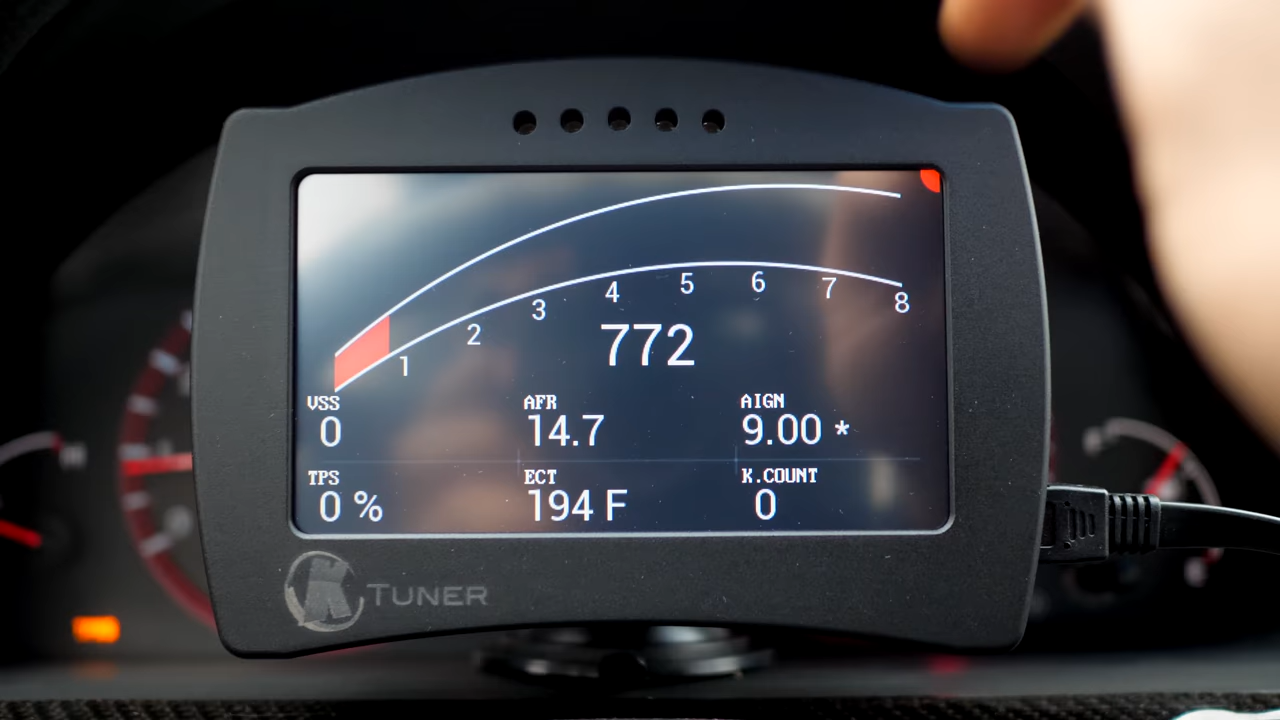 1 2 3 4 5 6 7 8
772
VSS AFR AIGN
0 14.7 9.00 *
TPS ECT K.COUNT
0 % 194 F 0
K TUNER